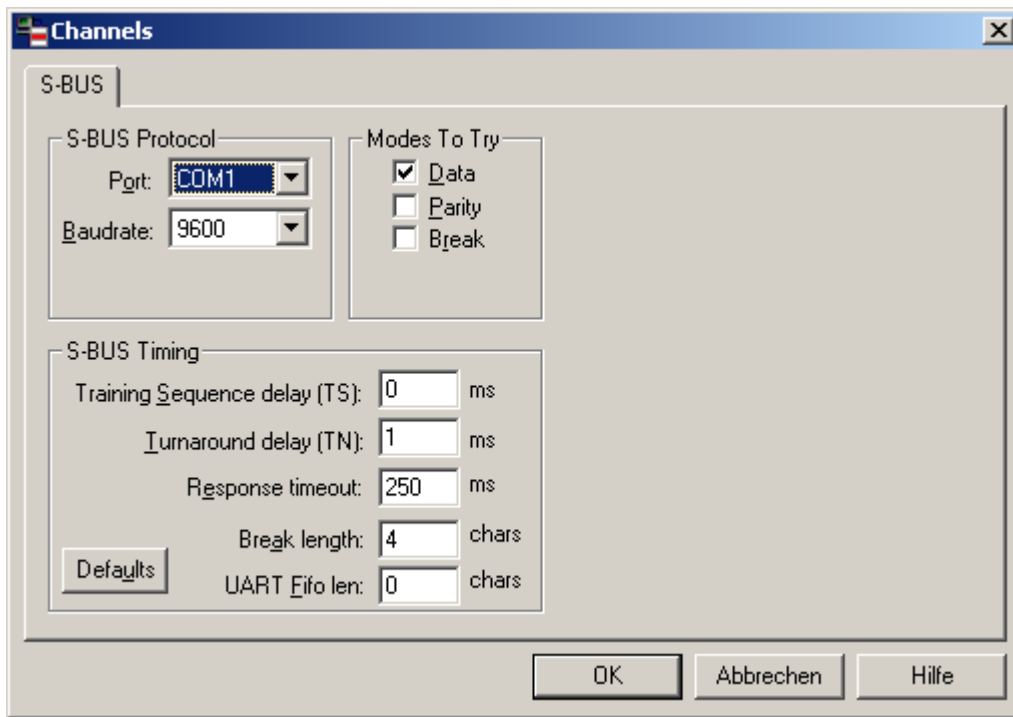 Channels
S-BUS
S-BUS Protocol
Port: COM1
Baudrate: 9600
Modes To Try
Data
Parity
Break
S-BUS Timing
Training Sequence delay (TS): 0 ms
Turnaround delay (TN): 1 ms
Response timeout: 250 ms
Break length: 4 chars
UART Fifo len: 0 chars
Defaults
OK Abbrechen Hilfe